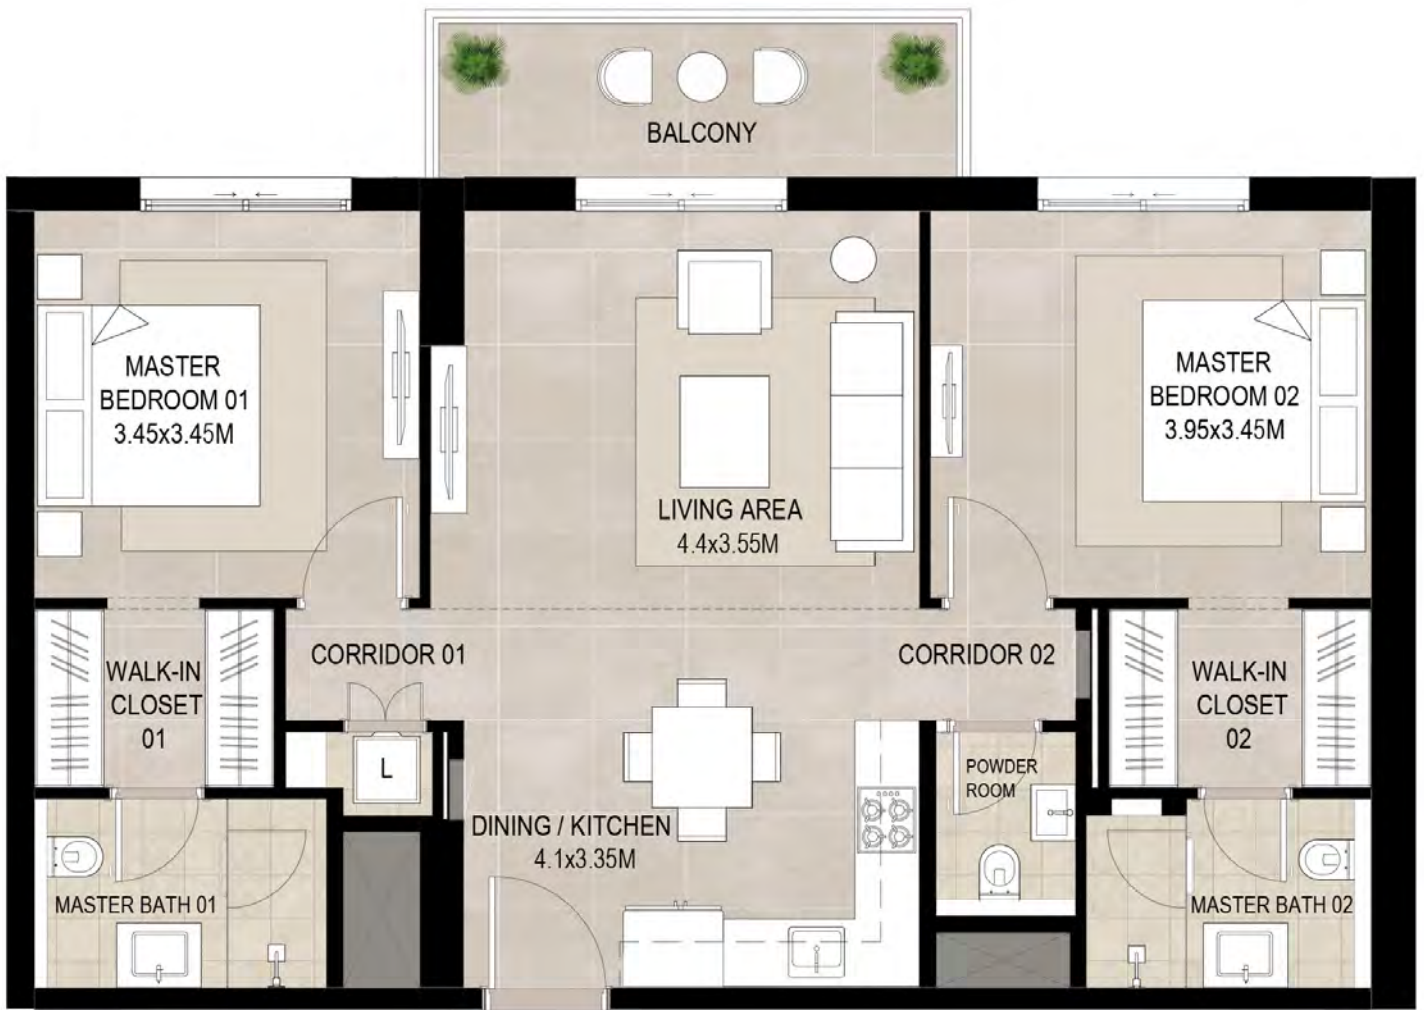 BALCONY
MASTER
BEDROOM 01
3.45x3.45M
LIVING AREA
4.4x3.55M
MASTER
BEDROOM 02
3.95x3.45M
CORRIDOR 01
CORRIDOR 02
WALK-IN
CLOSET
01
WALK-IN
CLOSET
02
L
POWDER
ROOM
DINING / KITCHEN
4.1x3.35M
MASTER BATH 01
MASTER BATH 02